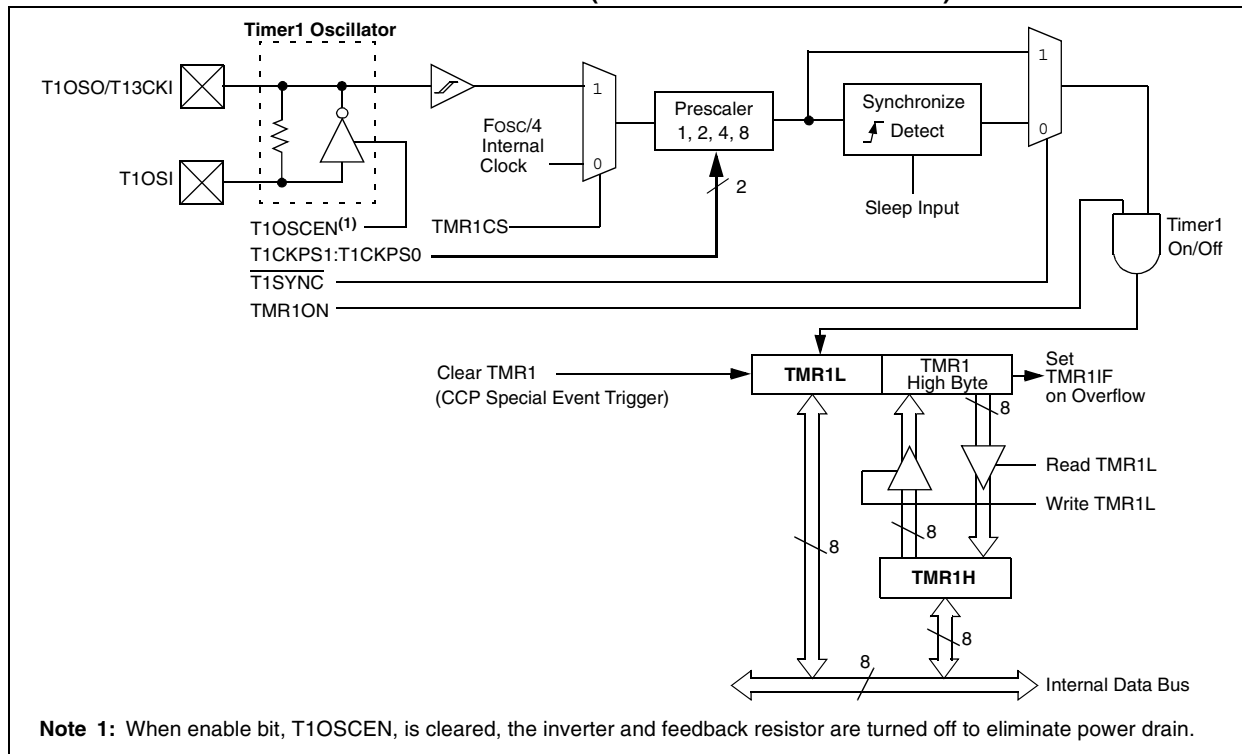 Timer1 Oscillator
T1OSO/T13CKI
T1OSI
FOSC/4
Internal
Clock
1
0
Prescaler
1, 2, 4, 8
2
Synchronize
Detect
1
0
Sleep Input
T1OSCEN(1)
TMR1CS
T1CKPS1:T1CKPS0
T1SYNC
TMR1ON
Timer1
On/Off
Clear TMR1
(CCP Special Event Trigger)
TMR1L
TMR1
High Byte
Set
TMR1IF
on Overflow
8
Read TMR1L
Write TMR1L
8
8
TMR1H
8
8
Internal Data Bus
Note 1: When enable bit, T1OSCEN, is cleared, the inverter and feedback resistor are turned off to eliminate power drain.